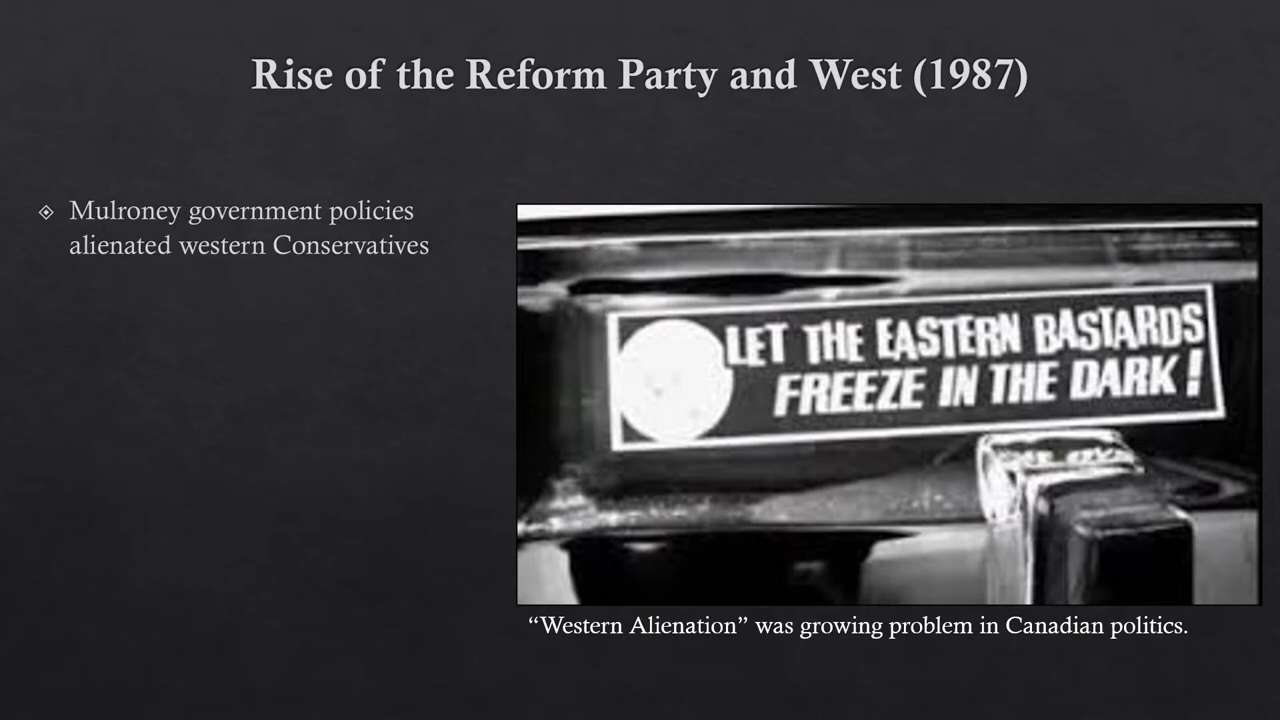 Rise of the Reform Party and West (1987)
Mulroney government policies
alienated western Conservatives
LET THE EASTERN BASTARDS
FREEZE IN THE DARK!
“Western Alienation” was growing problem in Canadian politics.